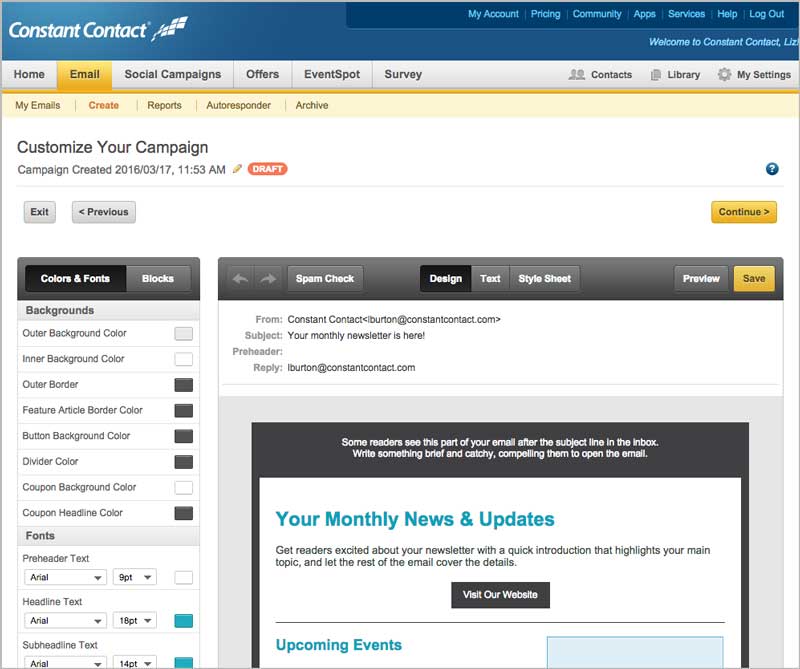 Constant Contact®
My Account | Pricing | Community | Apps | Services | Help | Log Out
Welcome to Constant Contact, Lizl
Home Email Social Campaigns Offers EventSpot Survey Contacts Library My Settings
My Emails | Create | Reports | Autoresponder | Archive
Customize Your Campaign
Campaign Created 2016/03/17, 11:53 AM DRAFT
?
Exit < Previous Continue >
Colors & Fonts Blocks
Backgrounds
Outer Background Color
Inner Background Color
Outer Border
Feature Article Border Color
Button Background Color
Divider Color
Coupon Background Color
Coupon Headline Color
Fonts
Preheader Text
Arial 9pt
Headline Text
Arial 18pt
Subheadline Text
Arial 14pt
Spam Check Design Text Style Sheet Preview Save
From: Constant Contact<lburton@constantcontact.com>
Subject: Your monthly newsletter is here!
Preheader:
Reply: lburton@constantcontact.com
Some readers see this part of your email after the subject line in the inbox.
Write something brief and catchy, compelling them to open the email.
Your Monthly News & Updates
Get readers excited about your newsletter with a quick introduction that highlights your main
topic, and let the rest of the email cover the details.
Visit Our Website
Upcoming Events